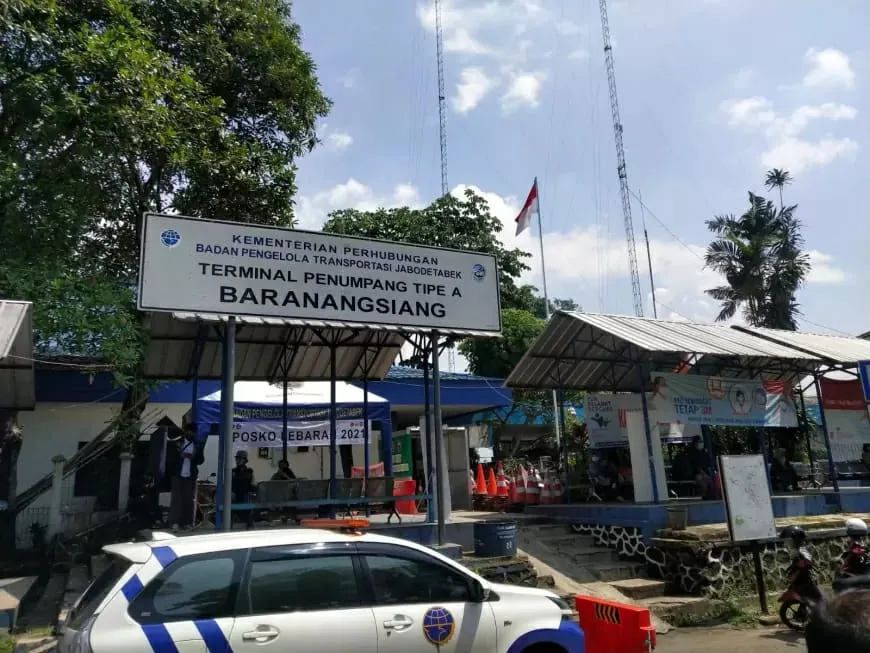 KEMENTERIAN PERHUBUNGAN
BADAN PENGELOLA TRANSPORTASI JABODETABEK
TERMINAL PENUMPANG TIPE A
BARANANGSIANG
POSKO LEBARAN 2021
TETAP